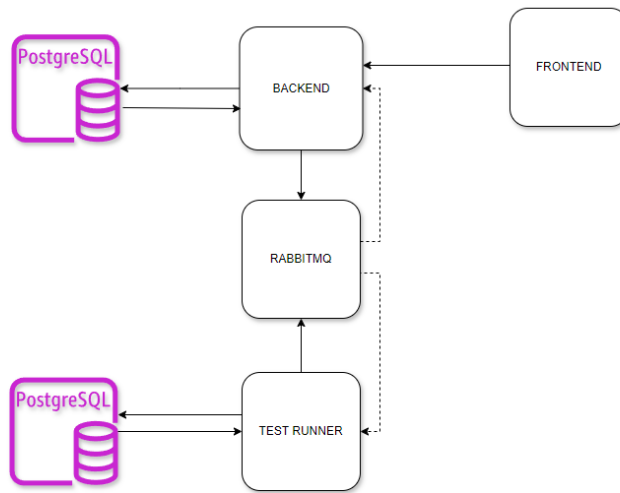 PostgreSQL
BACKEND
FRONTEND
RABBITMQ
PostgreSQL
TEST RUNNER